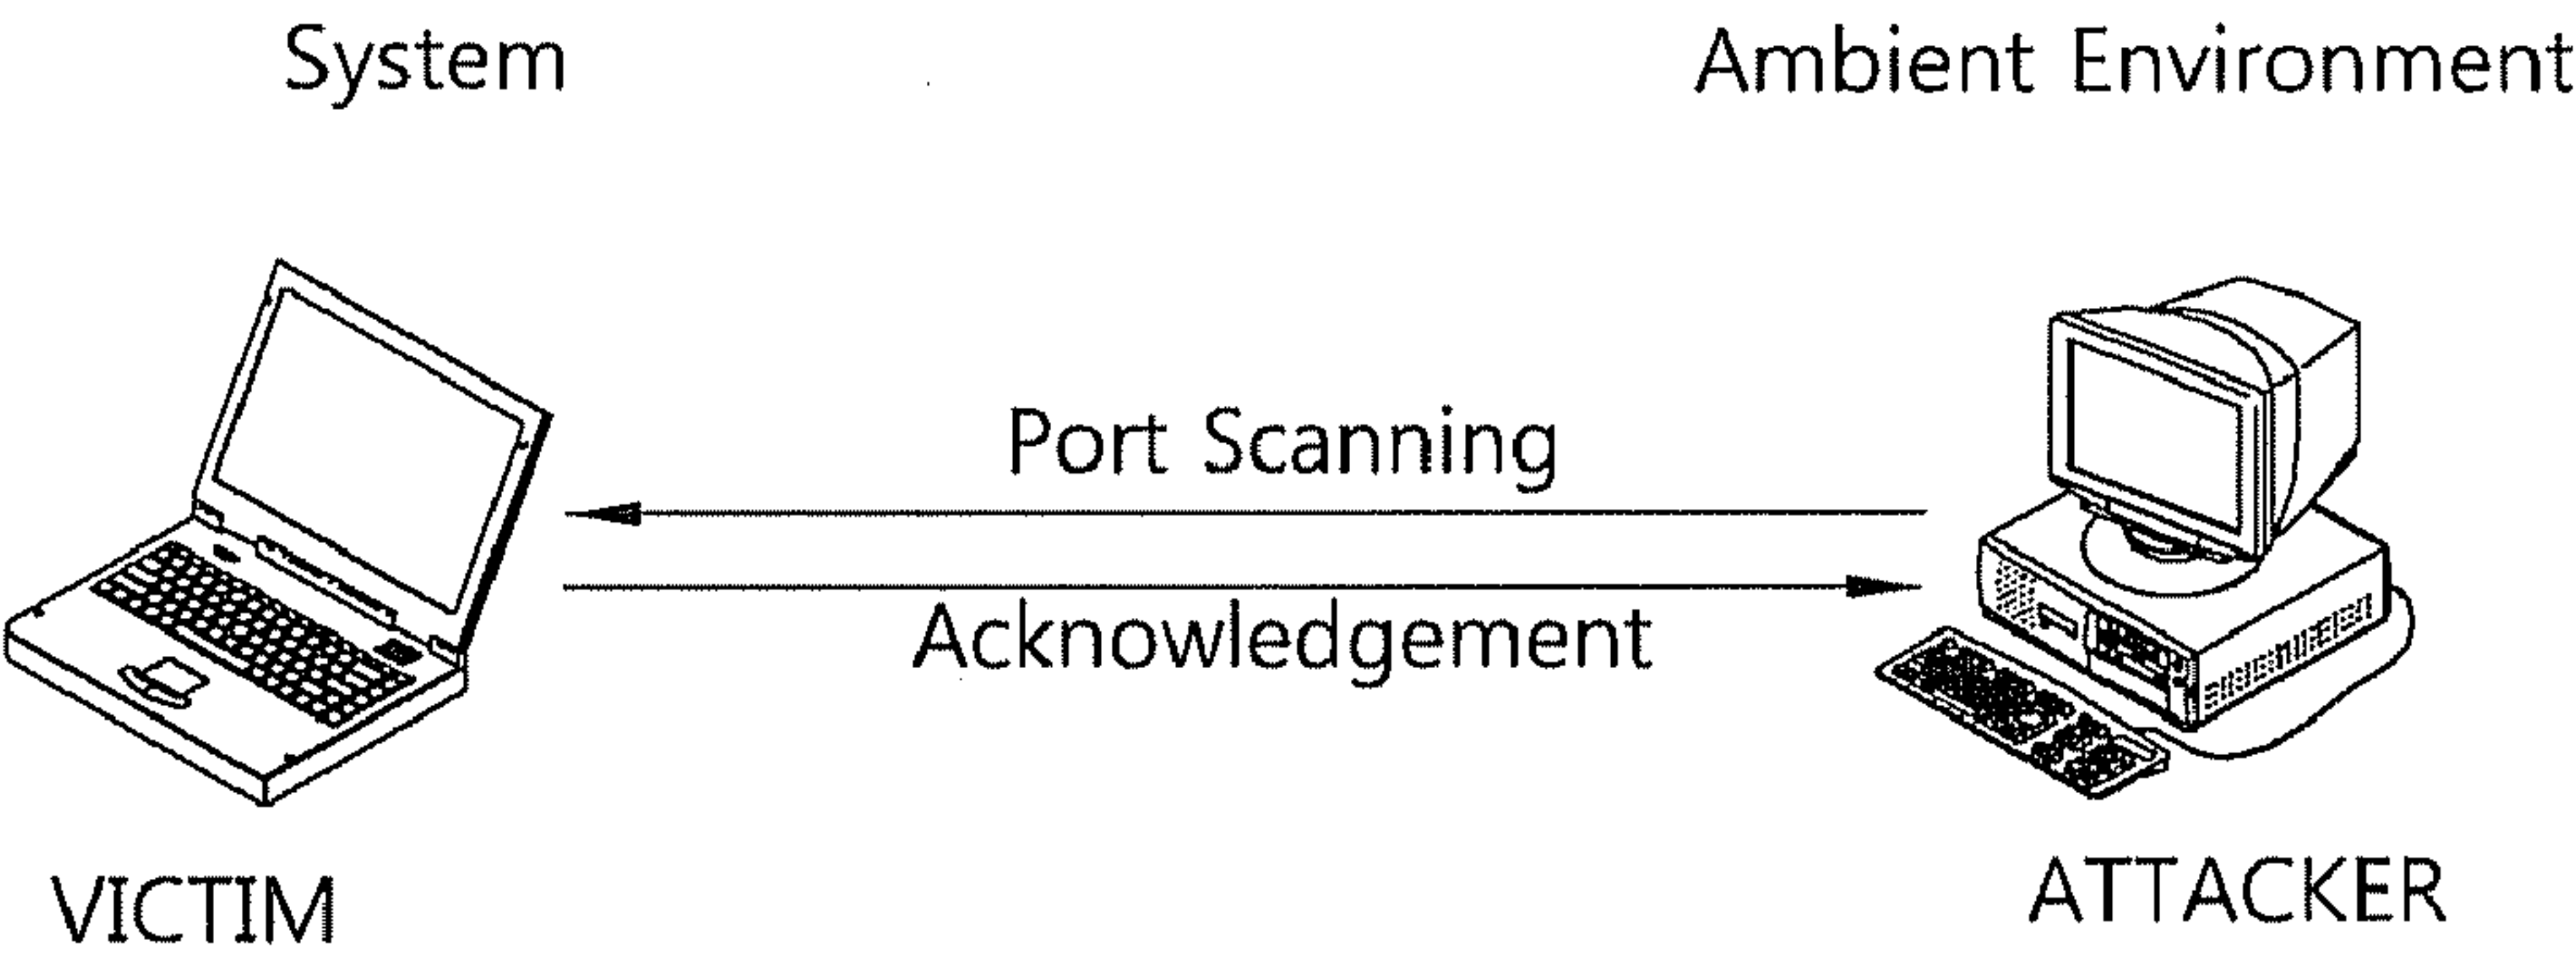 System
Ambient Environment
Port Scanning
Acknowledgement
VICTIM
ATTACKER